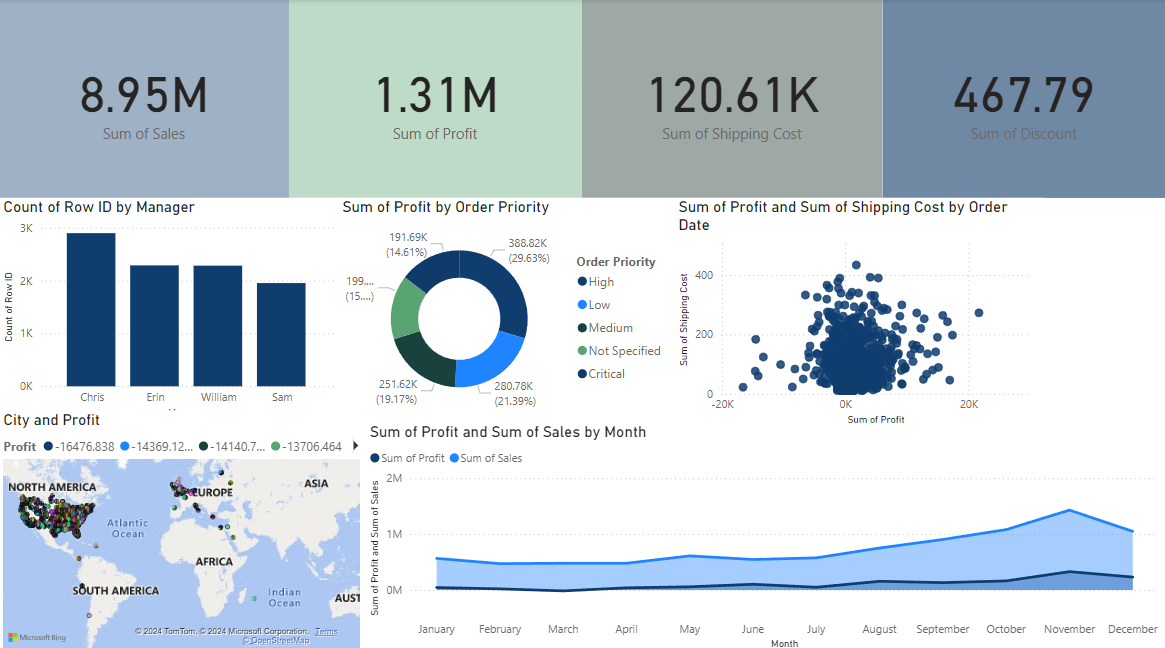 8.95M
Sum of Sales
1.31M
Sum of Profit
120.61K
Sum of Shipping Cost
467.79
Sum of Discount
Count of Row ID by Manager
Count of Row ID
3K
2K
1K
0K
Chris Erin William Sam
Sum of Profit by Order Priority
191.69K
(14.61%)
388.82K
(29.63%)
199....
(15....)
251.62K
(19.17%)
280.78K
(21.39%)
Order Priority
High
Low
Medium
Not Specified
Critical
Sum of Profit and Sum of Shipping Cost by Order
Date
Sum of Shipping Cost
400
200
0
-20K 0K 20K
Sum of Profit
City and Profit
Profit -16476.838 -14369.12... -14140.7... -13706.464
NORTH AMERICA
EUROPE
ASIA
Atlantic
Ocean
AFRICA
SOUTH AMERICA
Indian
Ocean
AUST
Microsoft Bing
© 2024 TomTom, © 2024 Microsoft Corporation, Terms
© OpenStreetMap
Sum of Profit and Sum of Sales by Month
Sum of Profit Sum of Sales
Sum of Profit and Sum of Sales
2M
1M
0M
January February March April May June July August September October November December
Month